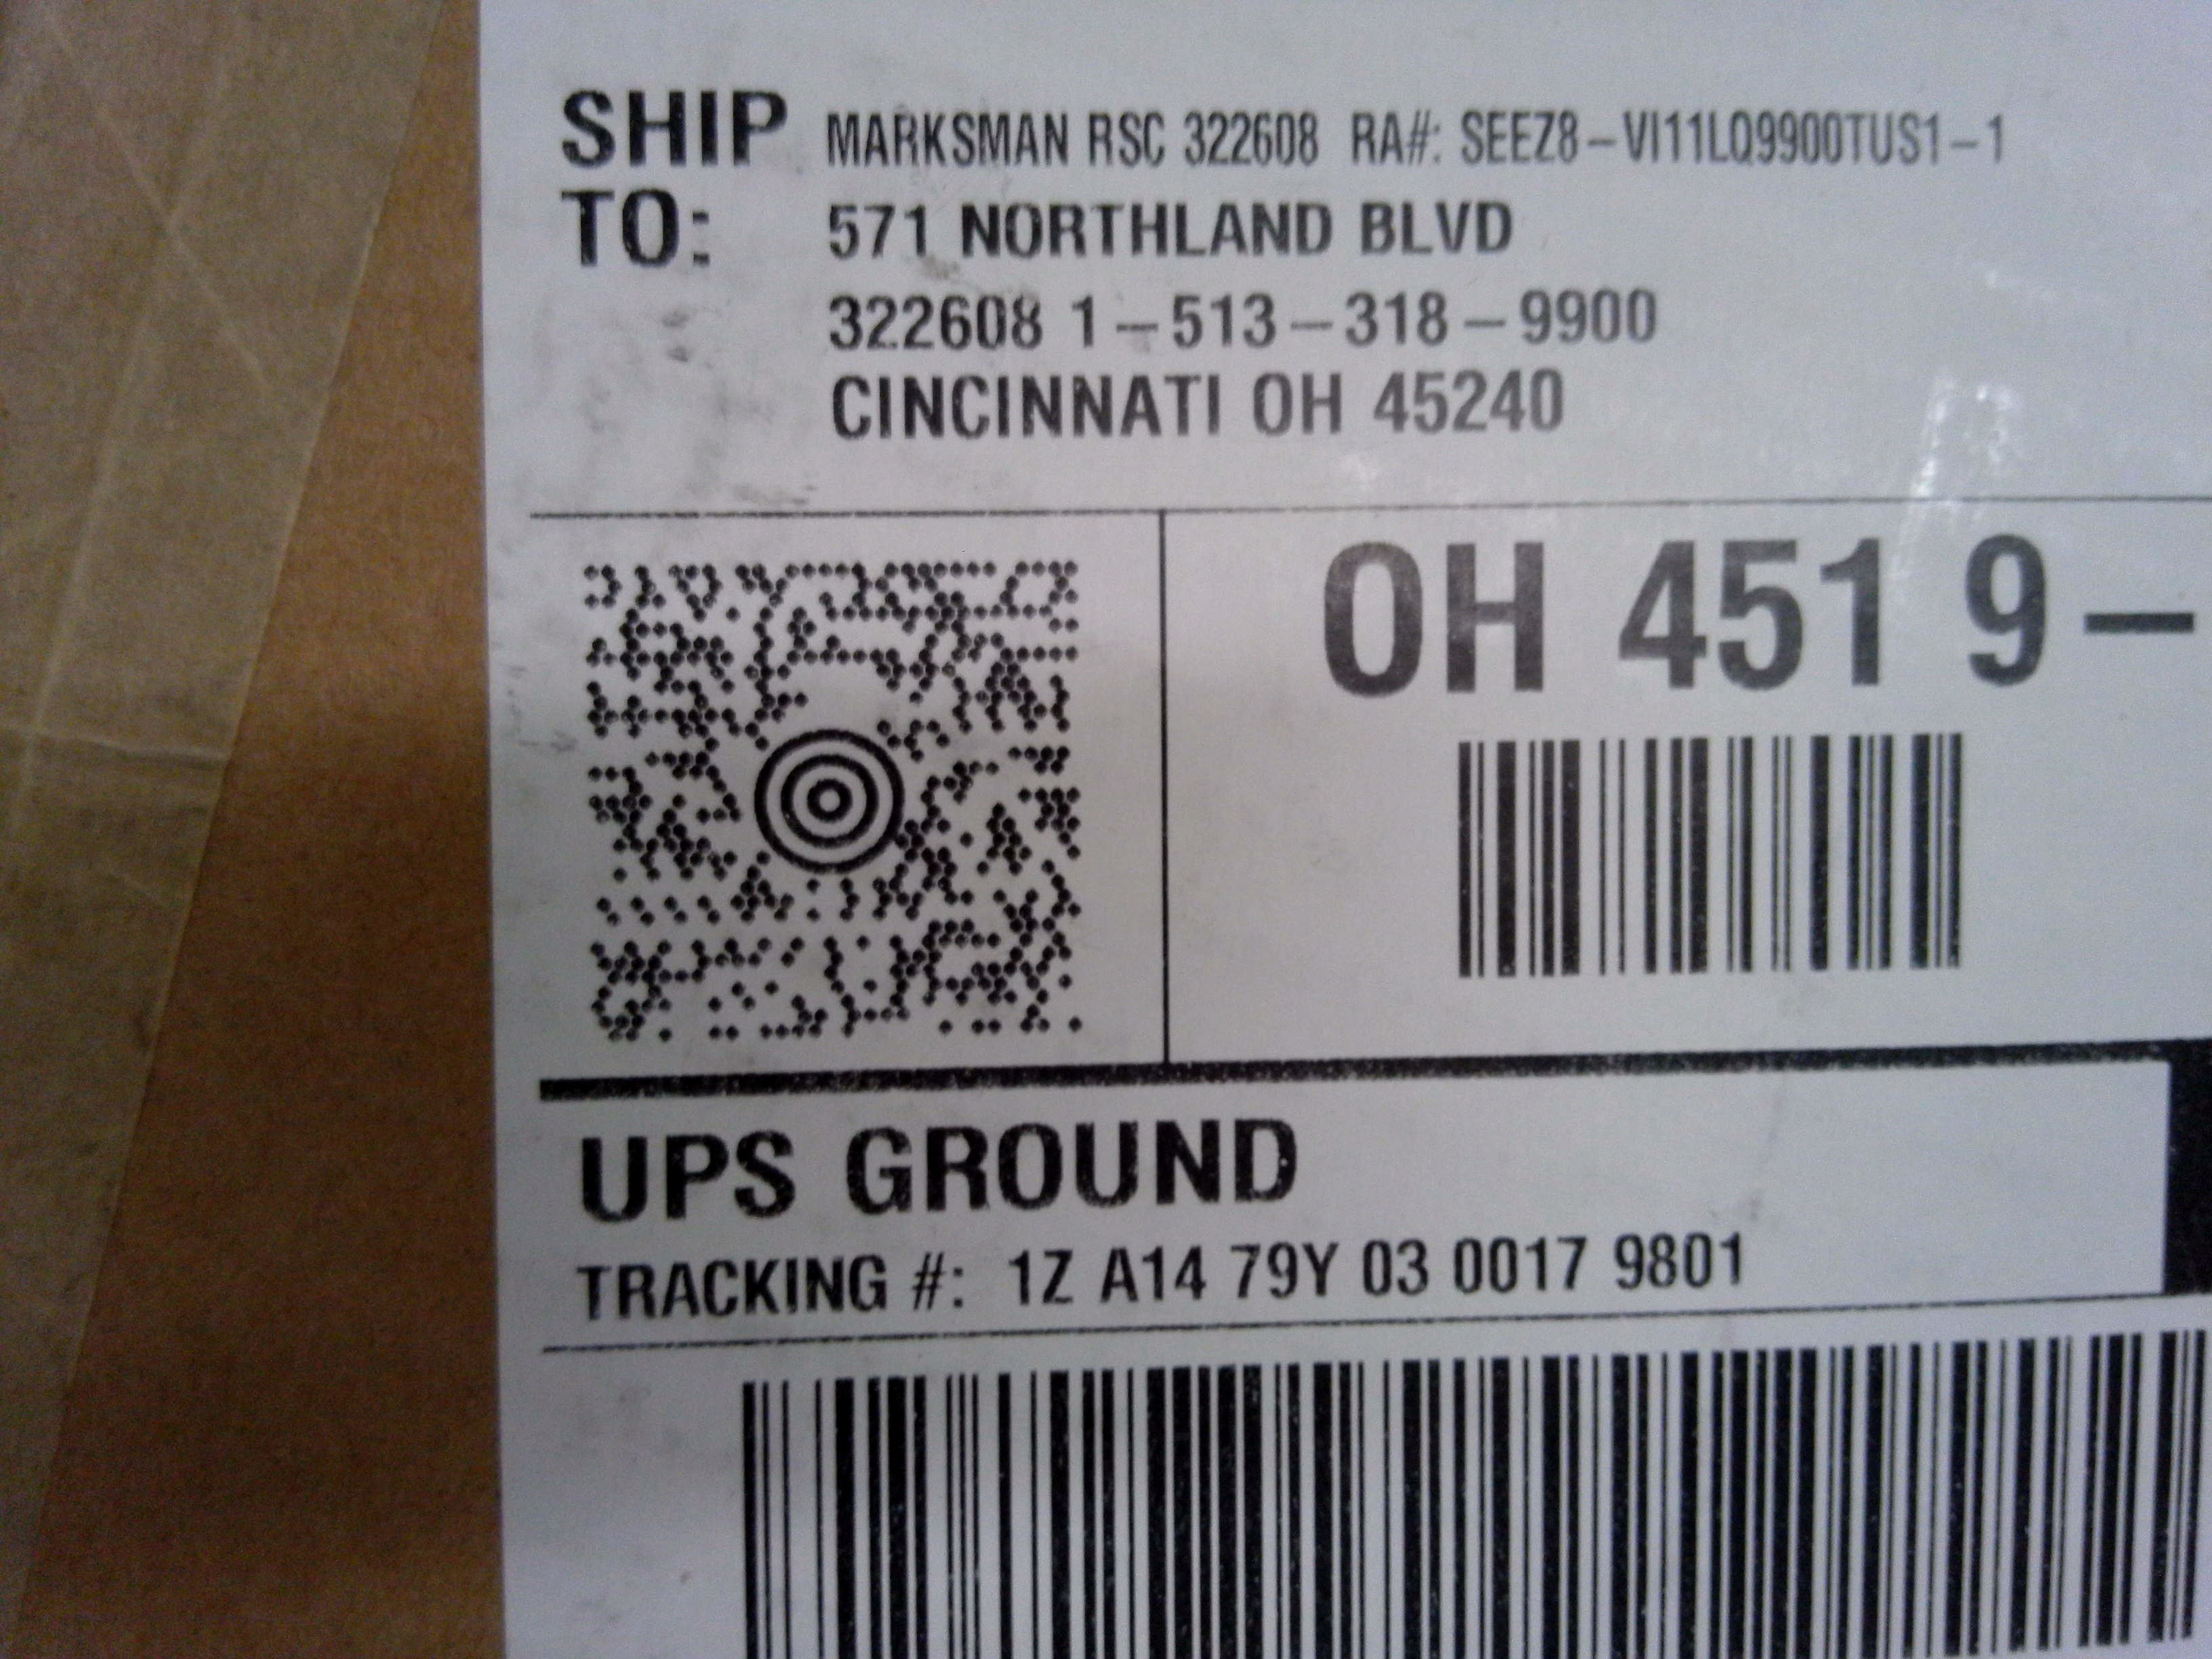 SHIP MARKSMAN RSC 322608 RA#: SEEZ8-VI11LQ9900TUS1-1
TO: 571 NORTHLAND BLVD
322608 1-513-318-9900
CINCINNATI OH 45240
OH 451 9-
UPS GROUND
TRACKING #: 1Z A14 79Y 03 0017 9801